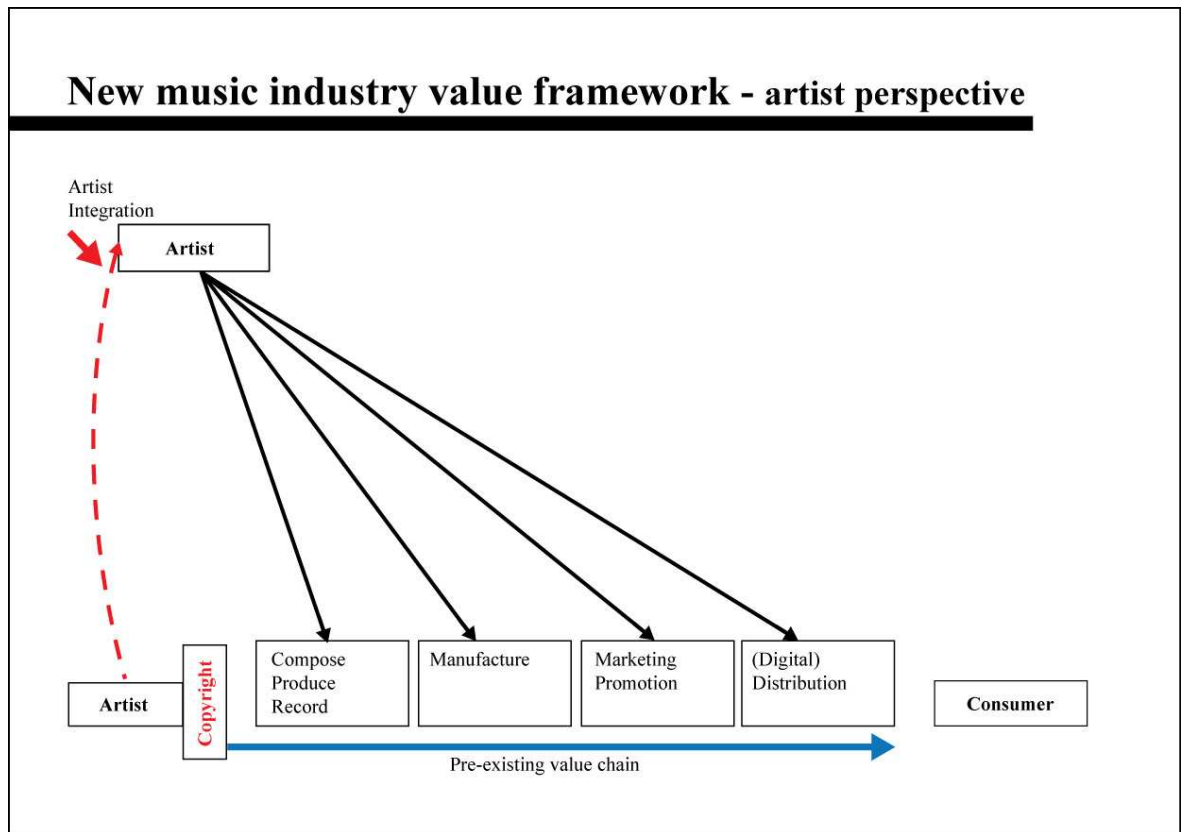 New music industry value framework - artist perspective
Artist
Integration
Artist
Compose
Produce
Record
Manufacture
Marketing
Promotion
(Digital)
Distribution
Artist
Copyright
Consumer
Pre-existing value chain